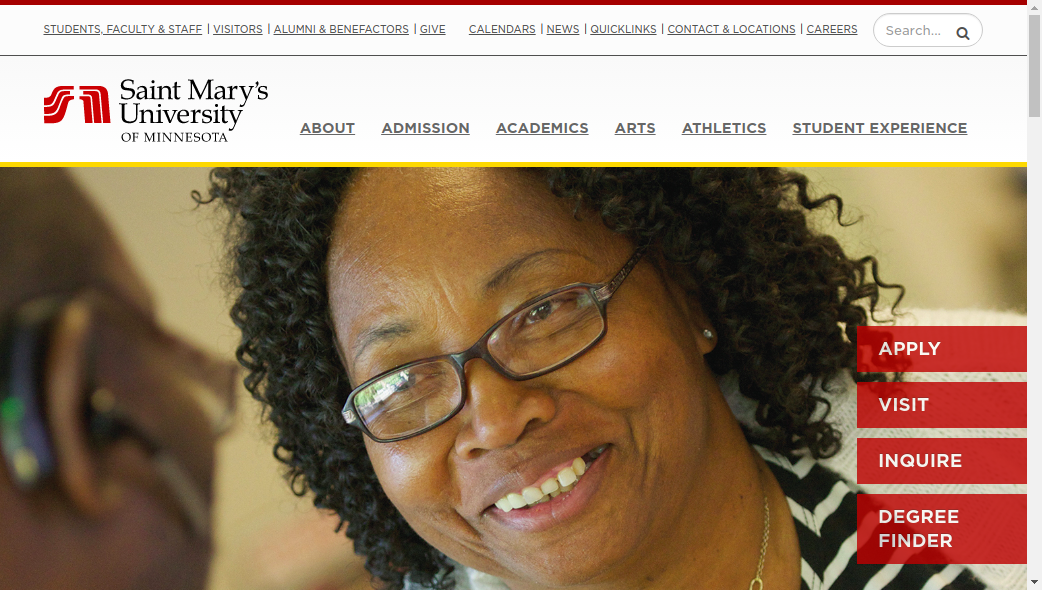 STUDENTS, FACULTY & STAFF | VISITORS | ALUMNI & BENEFACTORS | GIVE CALENDARS | NEWS | QUICKLINKS | CONTACT & LOCATIONS | CAREERS Search...
Saint Mary's
University
OF MINNESOTA
ABOUT ADMISSION ACADEMICS ARTS ATHLETICS STUDENT EXPERIENCE
APPLY
VISIT
INQUIRE
DEGREE
FINDER